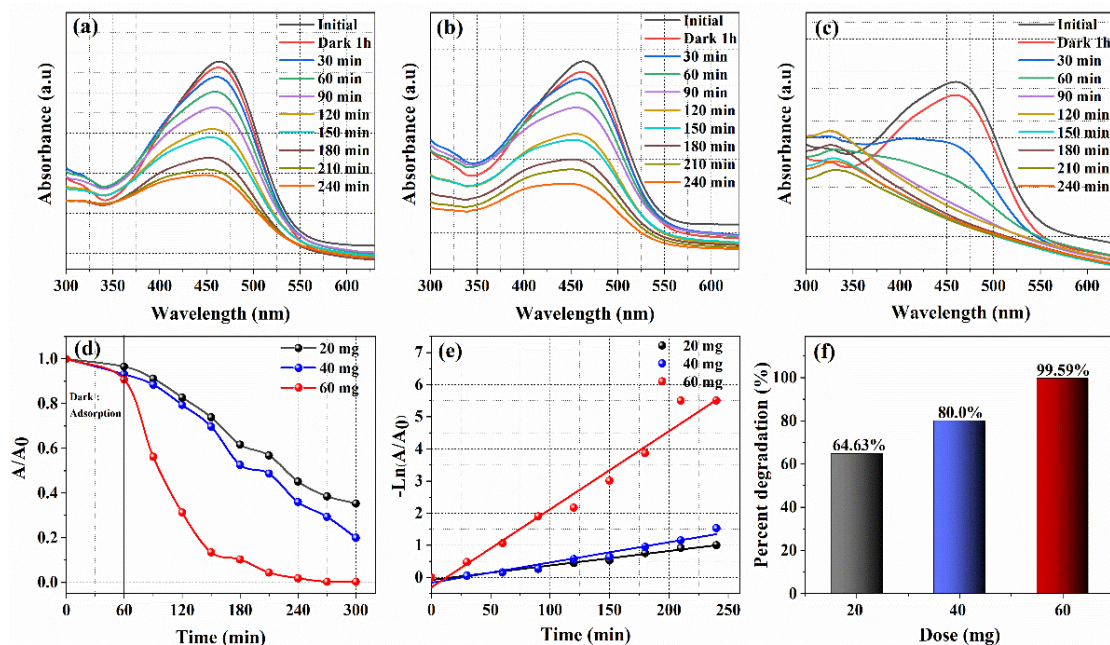 (a)
Initial
Dark 1h
30 min
60 min
90 min
120 min
150 min
180 min
210 min
240 min
Absorbance (a.u)
300 350 400 450 500 550 600
Wavelength (nm)
(b)
Initial
Dark 1h
30 min
60 min
90 min
120 min
150 min
180 min
210 min
240 min
Absorbance (a.u)
300 350 400 450 500 550 600
Wavelength (nm)
(c)
Initial
Dark 1h
30 min
60 min
90 min
120 min
150 min
180 min
210 min
240 min
Absorbance (a.u)
300 350 400 450 500 550 600
Wavelength (nm)
(d)
20 mg
40 mg
60 mg
Dark:
Adsorption
A/A0
1.0
0.8
0.6
0.4
0.2
0.0
0 60 120 180 240 300
Time (min)
(e)
20 mg
40 mg
60 mg
-Ln(A/A0)
7
6
5
4
3
2
1
0
0 50 100 150 200 250
Time (min)
(f)
99.59%
80.0%
64.63%
Percent degradation (%)
100
80
60
40
20
0
20 40 60
Dose (mg)